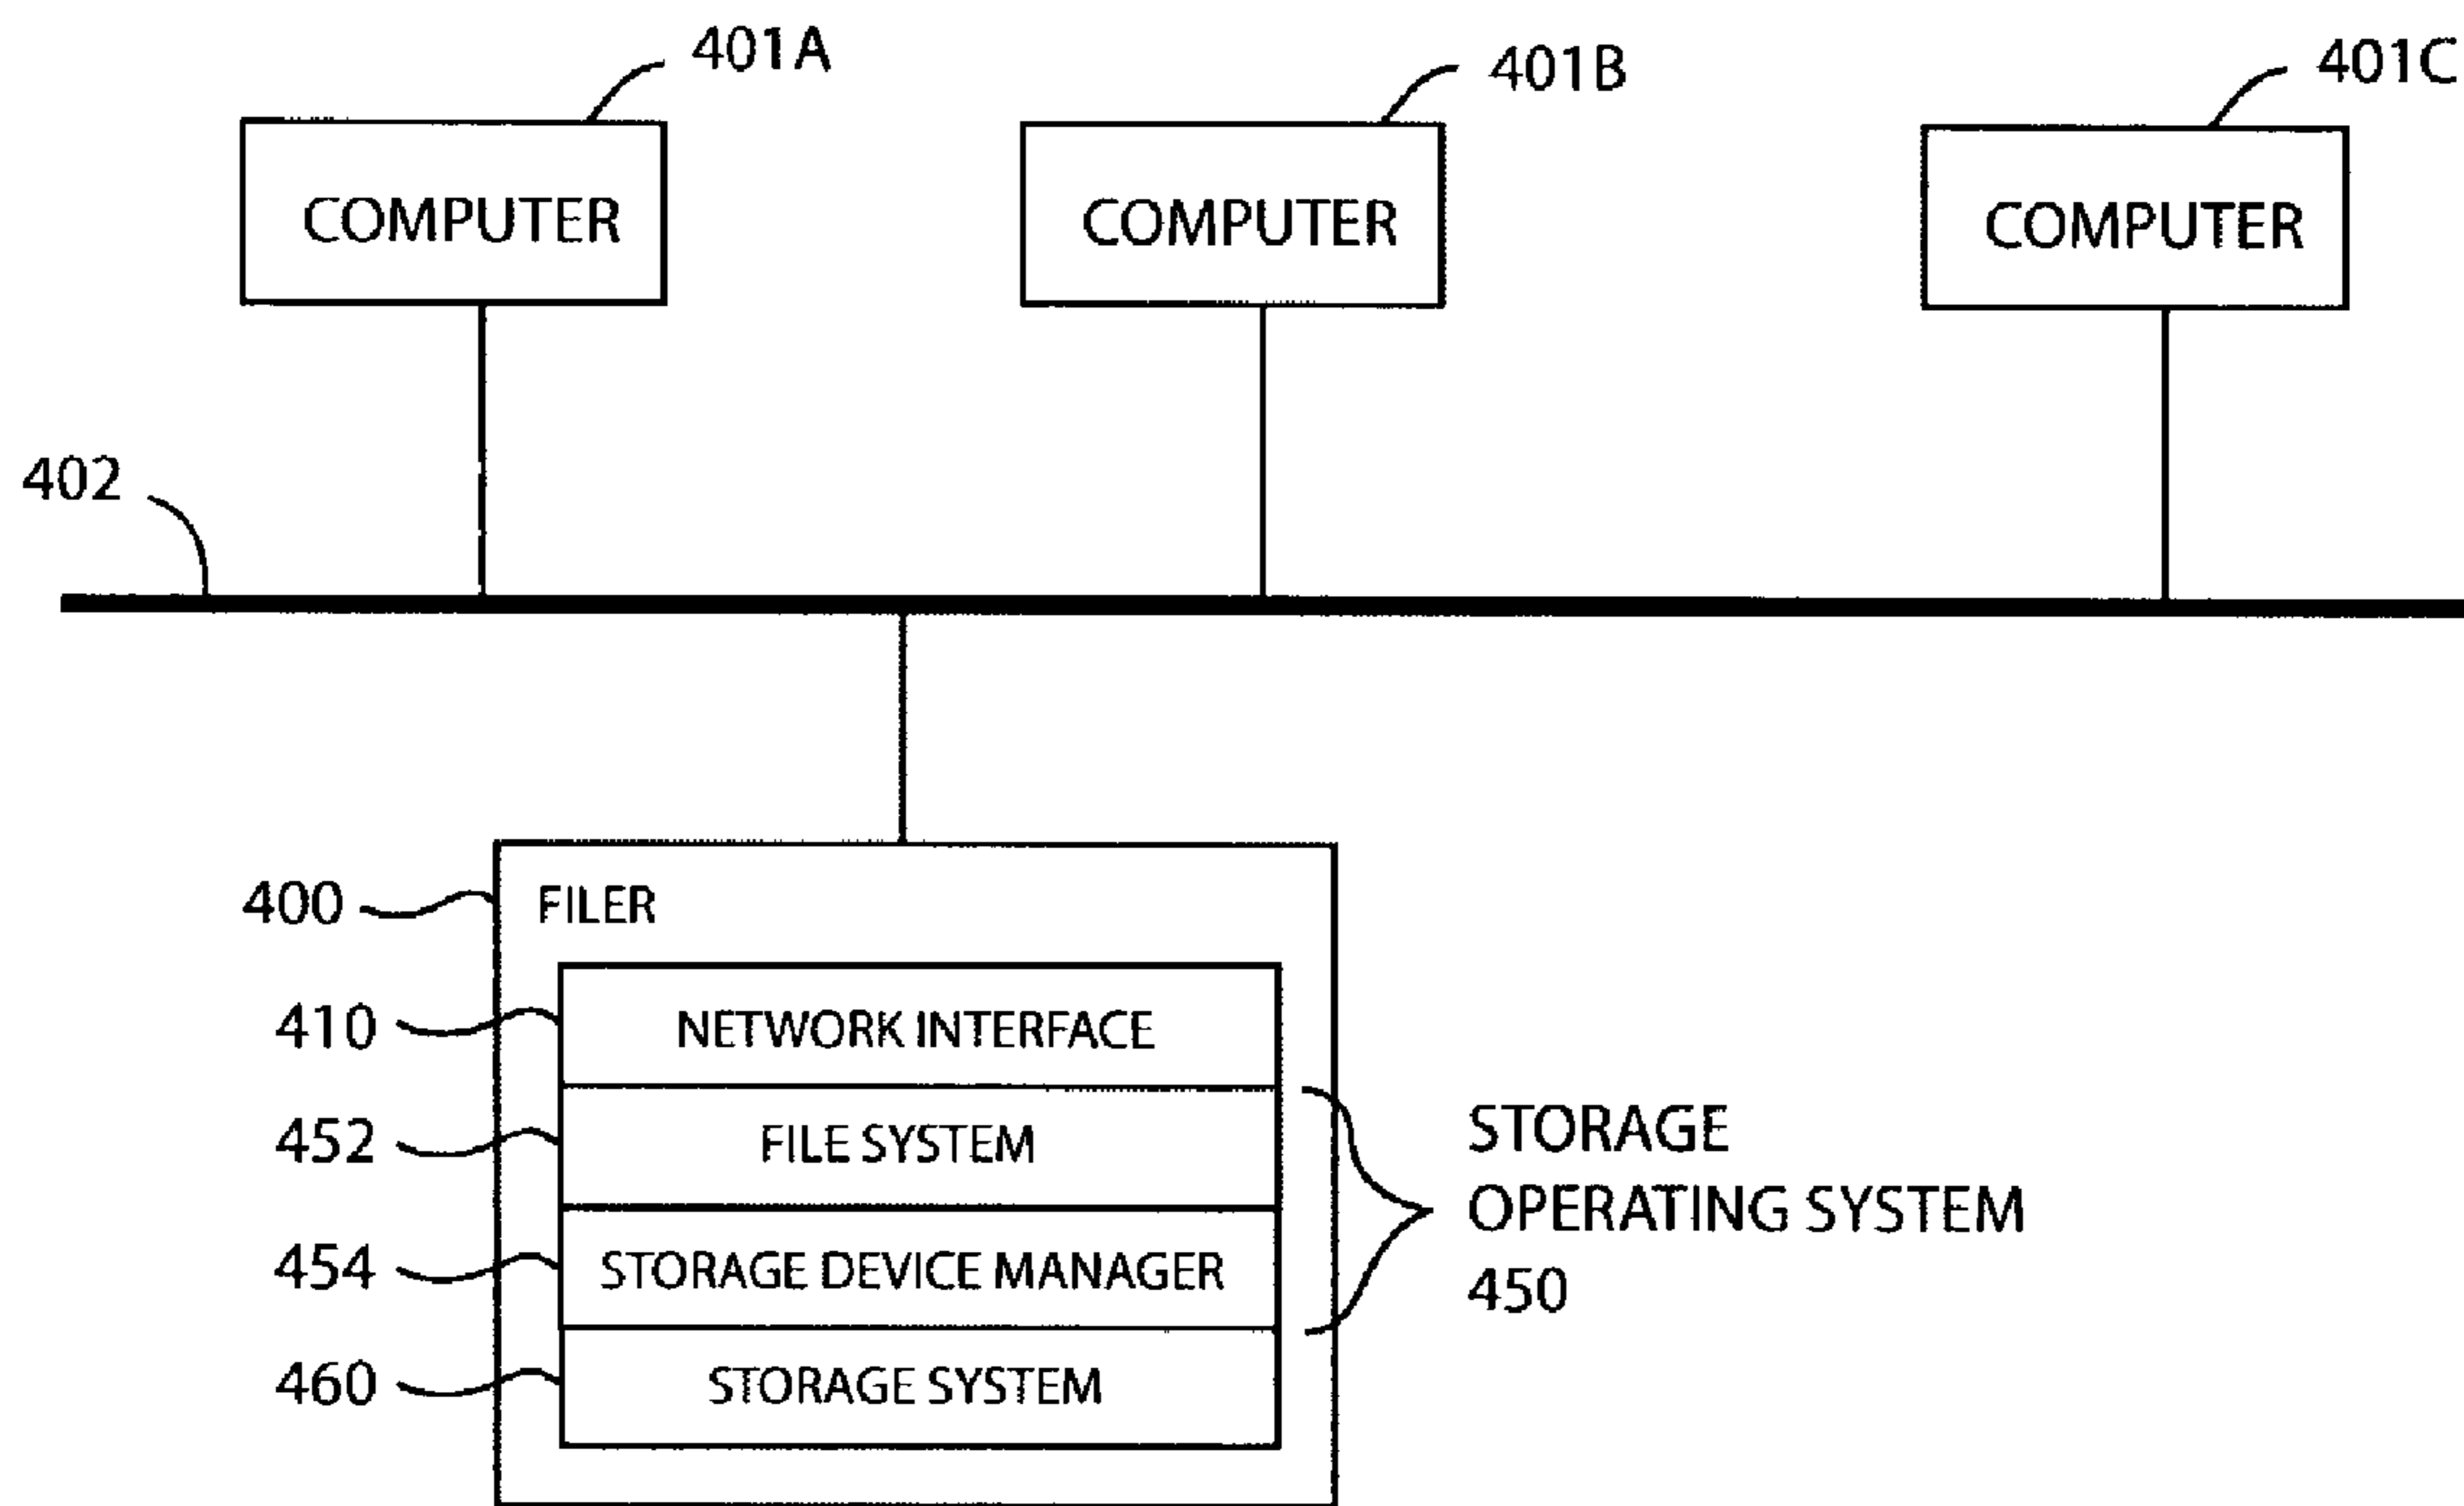 401A
401B
401C
COMPUTER
COMPUTER
COMPUTER
402
400
FILER
410
NETWORK INTERFACE
452
FILE SYSTEM
454
STORAGE DEVICE MANAGER
460
STORAGE SYSTEM
STORAGE
OPERATING SYSTEM
450